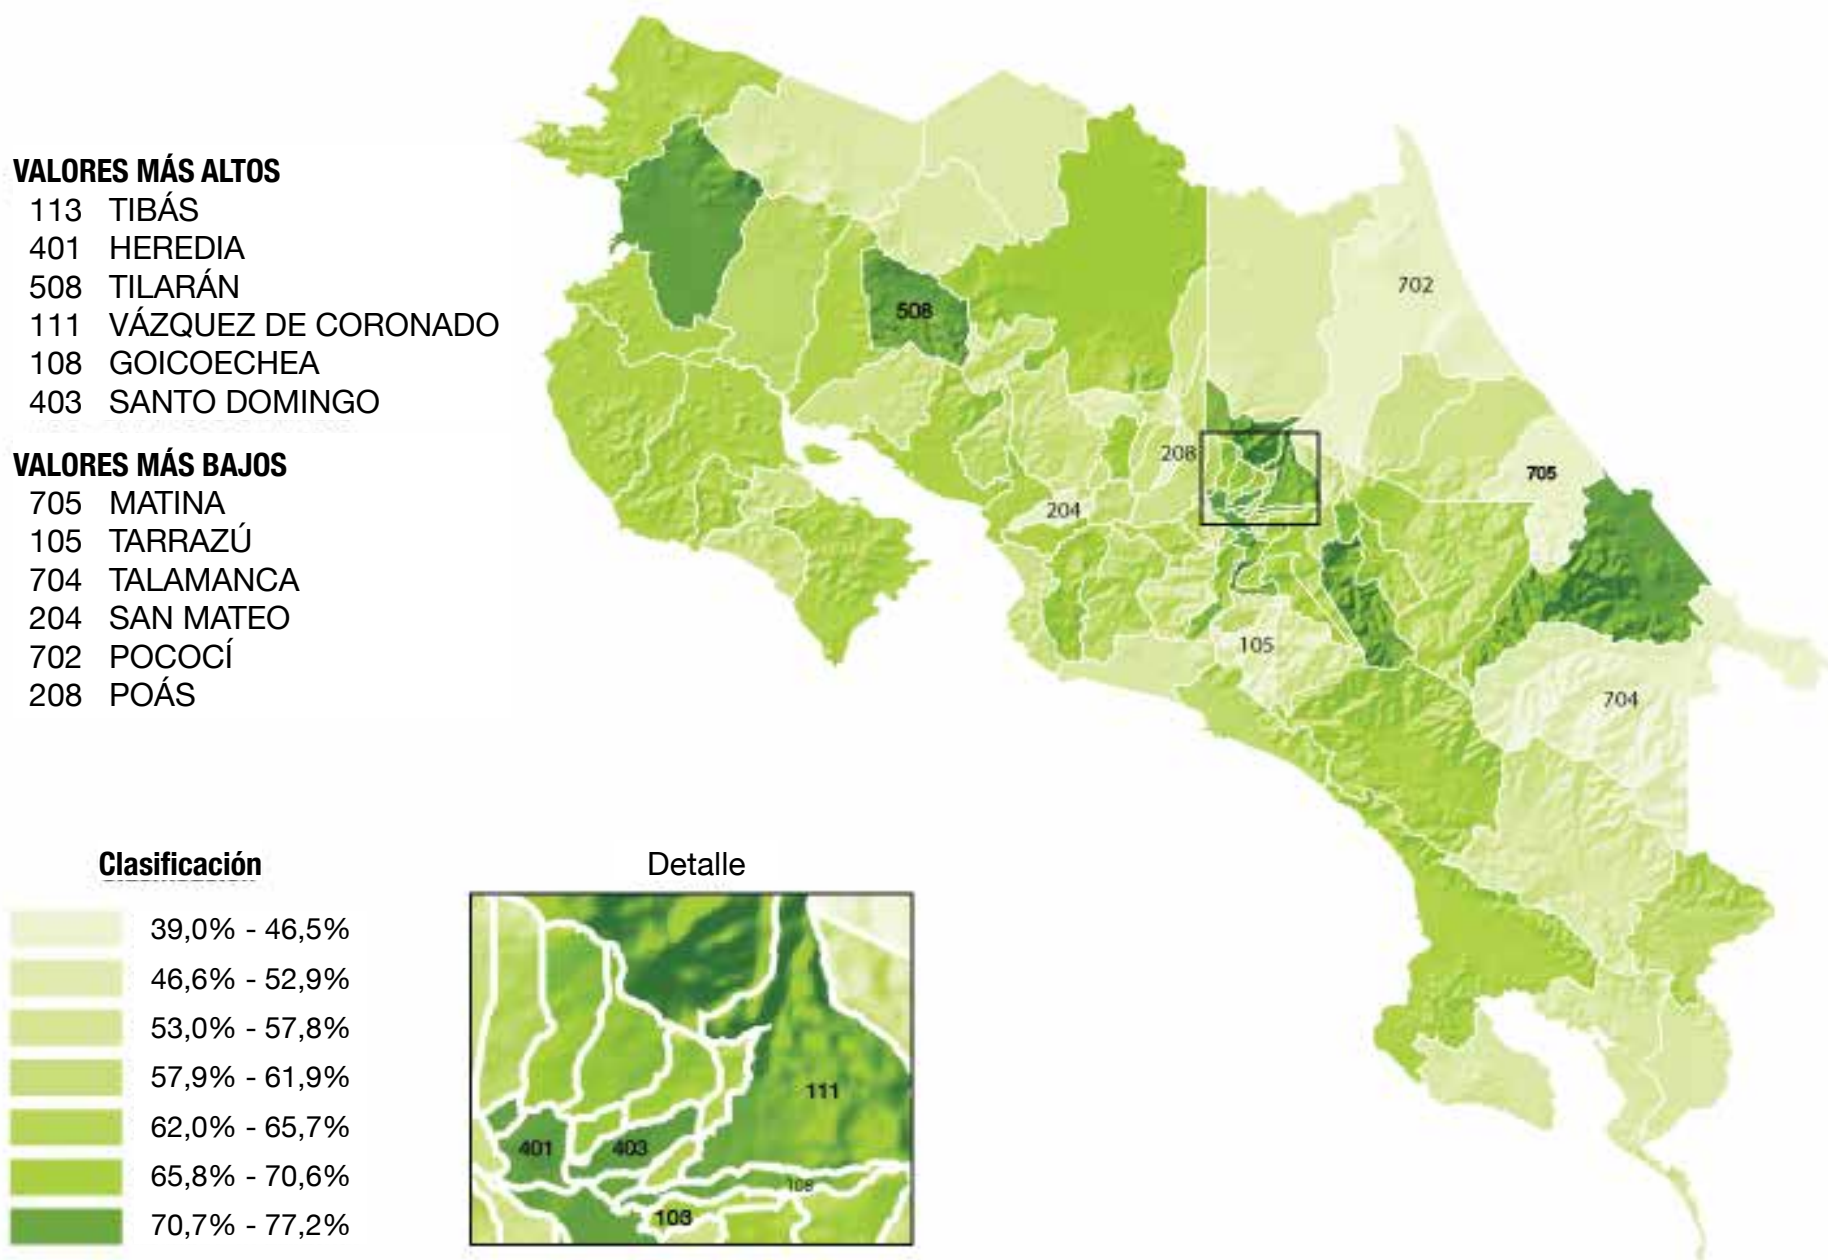 VALORES MÁS ALTOS
113 TIBÁS
401 HEREDIA
508 TILARÁN
111 VÁZQUEZ DE CORONADO
108 GOICOECHEA
403 SANTO DOMINGO
VALORES MÁS BAJOS
705 MATINA
105 TARRAZÚ
704 TALAMANCA
204 SAN MATEO
702 POCOCÍ
208 POÁS
702
508
208
705
204
105
704
Clasificación
39,0% - 46,5%
46,6% - 52,9%
53,0% - 57,8%
57,9% - 61,9%
62,0% - 65,7%
65,8% - 70,6%
70,7% - 77,2%
Detalle
111
401 403
108